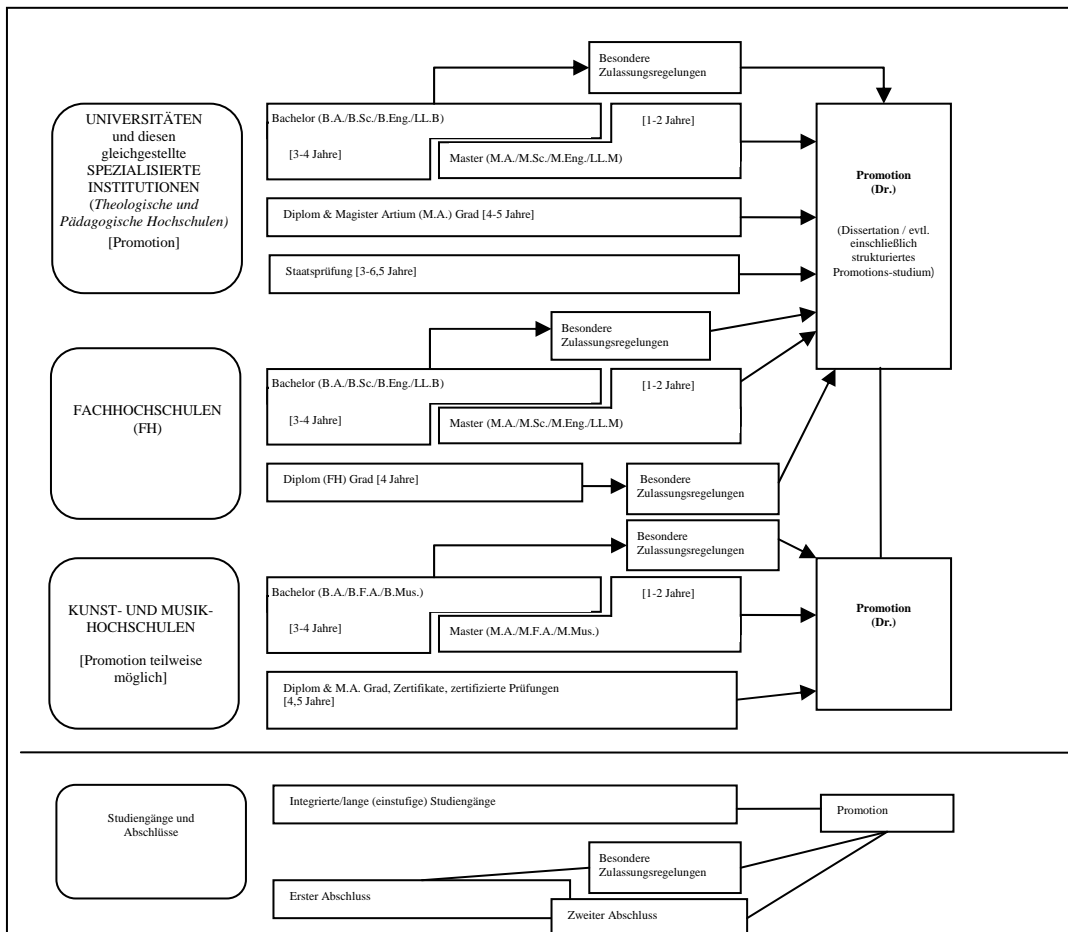 Besondere
Zulassungsregelungen
UNIVERSITÄTEN
und diesen
gleichgestellte
SPEZIALISIERTE
INSTITUTIONEN
(Theologische und
Pädagogische Hochschulen)
[Promotion]
Bachelor (B.A./B.Sc./B.Eng./LL.B)
[3-4 Jahre]
[1-2 Jahre]
Master (M.A./M.Sc./M.Eng./LL.M)
Diplom & Magister Artium (M.A.) Grad [4-5 Jahre]
Staatsprüfung [3-6,5 Jahre]
Promotion
(Dr.)
(Dissertation / evtl.
einschließlich
strukturiertes
Promotions-studium)
Besondere
Zulassungsregelungen
FACHHOCHSCHULEN
(FH)
Bachelor (B.A./B.Sc./B.Eng./LL.B)
[3-4 Jahre]
[1-2 Jahre]
Master (M.A./M.Sc./M.Eng./LL.M)
Diplom (FH) Grad [4 Jahre]
Besondere
Zulassungsregelungen
Besondere
Zulassungsregelungen
KUNST- UND MUSIK-
HOCHSCHULEN
[Promotion teilweise
möglich]
Bachelor (B.A./B.F.A./B.Mus.)
[3-4 Jahre]
[1-2 Jahre]
Master (M.A./M.F.A./M.Mus.)
Diplom & M.A. Grad, Zertifikate, zertifizierte Prüfungen
[4,5 Jahre]
Promotion
(Dr.)
Studiengänge und
Abschlüsse
Integrierte/lange (einstufige) Studiengänge
Promotion
Besondere
Zulassungsregelungen
Erster Abschluss
Zweiter Abschluss